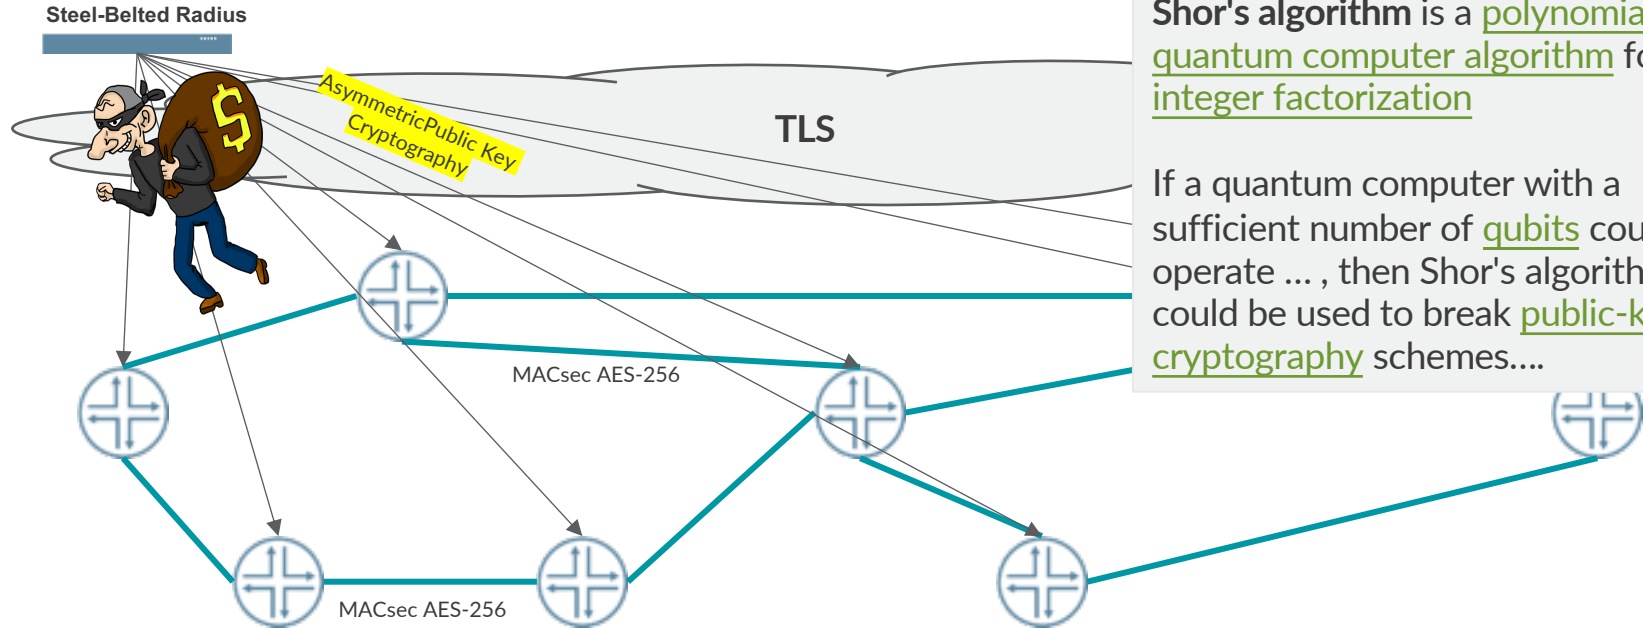 Steel-Belted Radius
AsymmetricPublic Key
Cryptography
TLS
$
MACsec AES-256
MACsec AES-256
Shor's algorithm is a polynomia
quantum computer algorithm fo
integer factorization
If a quantum computer with a
sufficient number of qubits cou
operate ... , then Shor's algorith
could be used to break public-k
cryptography schemes....